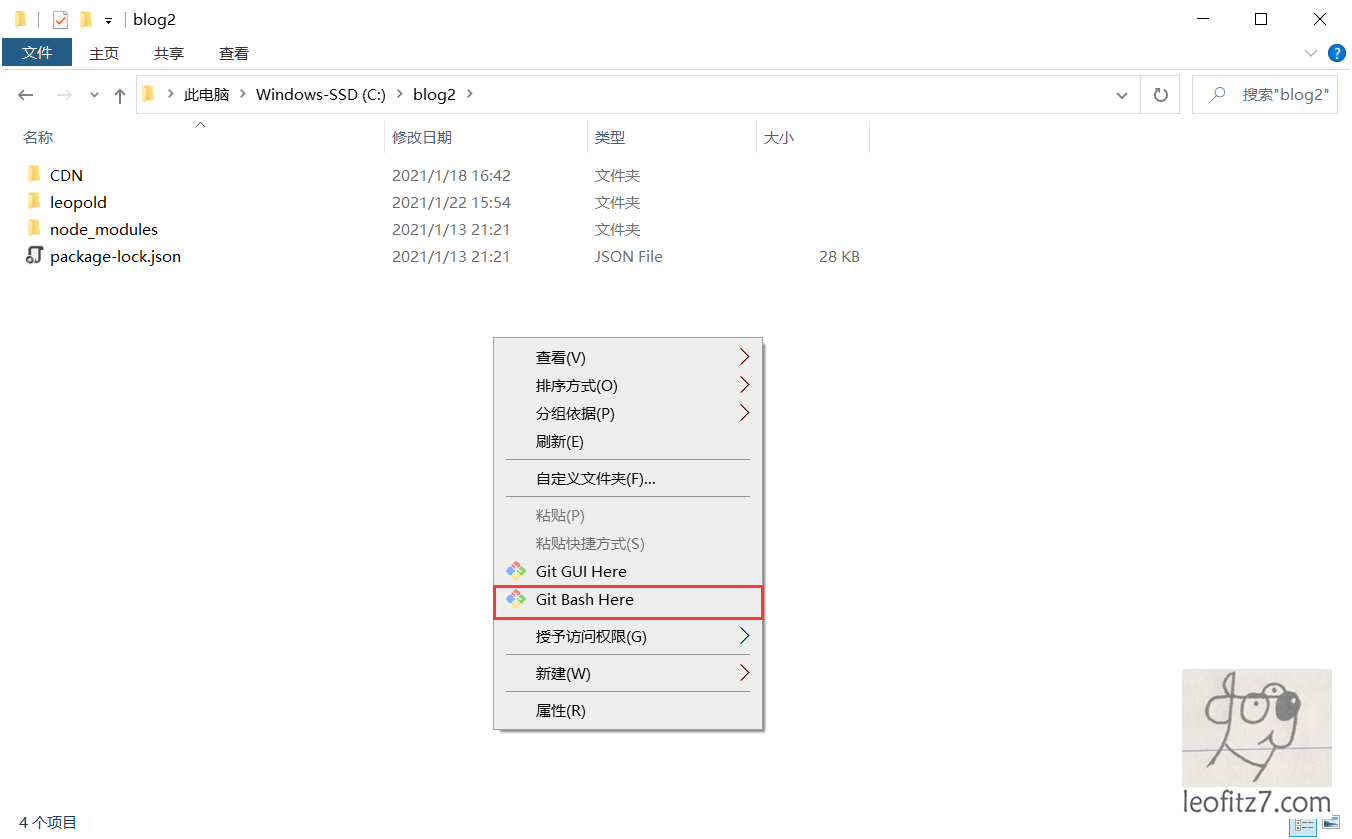 blog2
文件 主页 共享 查看 ?
此电脑 Windows-SSD (C:) blog2 搜索"blog2"
名称 修改日期 类型 大小
CDN 2021/1/18 16:42 文件夹
leopold 2021/1/22 15:54 文件夹
node_modules 2021/1/13 21:21 文件夹
package-lock.json 2021/1/13 21:21 JSON File 28 KB
查看(V)
排序方式(O)
分组依据(P)
刷新(E)
自定义文件夹(F)...
粘贴(P)
粘贴快捷方式(S)
Git GUI Here
Git Bash Here
授予访问权限(G)
新建(W)
属性(R)
dog
leofitz7.com
4 个项目